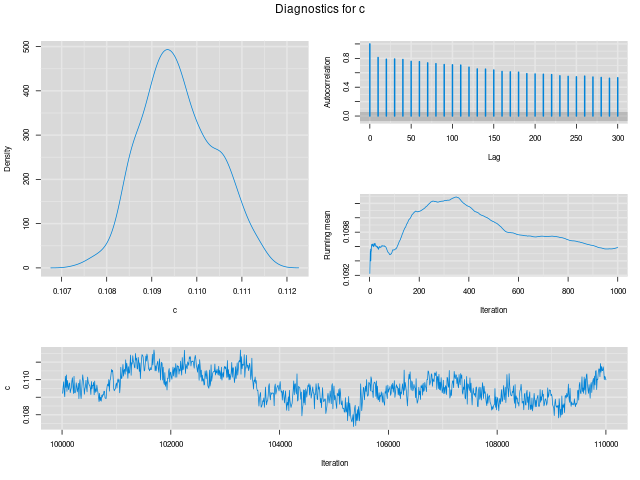 Diagnostics for c
Density
0 100 200 300 400 500
0.107 0.108 0.109 0.110 0.111 0.112
c
Autocorrelation
0.0 0.4 0.8
0 50 100 150 200 250 300
Lag
Running mean
0.1092 0.1098
0 200 400 600 800 1000
Iteration
c
0.108 0.110
100000 102000 104000 106000 108000 110000
Iteration